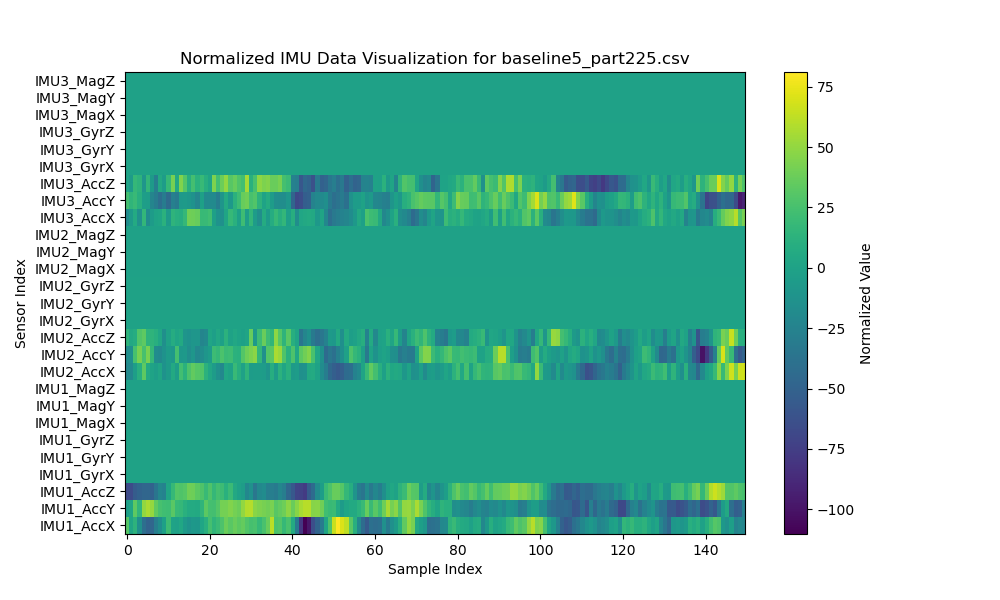 Normalized IMU Data Visualization for baseline5_part225.csv
IMU3_MagZ
IMU3_MagY
IMU3_MagX
IMU3_GyrZ
IMU3_GyrY
IMU3_GyrX
IMU3_AccZ
IMU3_AccY
IMU3_AccX
IMU2_MagZ
IMU2_MagY
IMU2_MagX
IMU2_GyrZ
IMU2_GyrY
IMU2_GyrX
IMU2_AccZ
IMU2_AccY
IMU2_AccX
IMU1_MagZ
IMU1_MagY
IMU1_MagX
IMU1_GyrZ
IMU1_GyrY
IMU1_GyrX
IMU1_AccZ
IMU1_AccY
IMU1_AccX
Sensor Index
0 20 40 60 80 100 120 140
Sample Index
75
50
25
0
−25
−50
−75
−100
Normalized Value